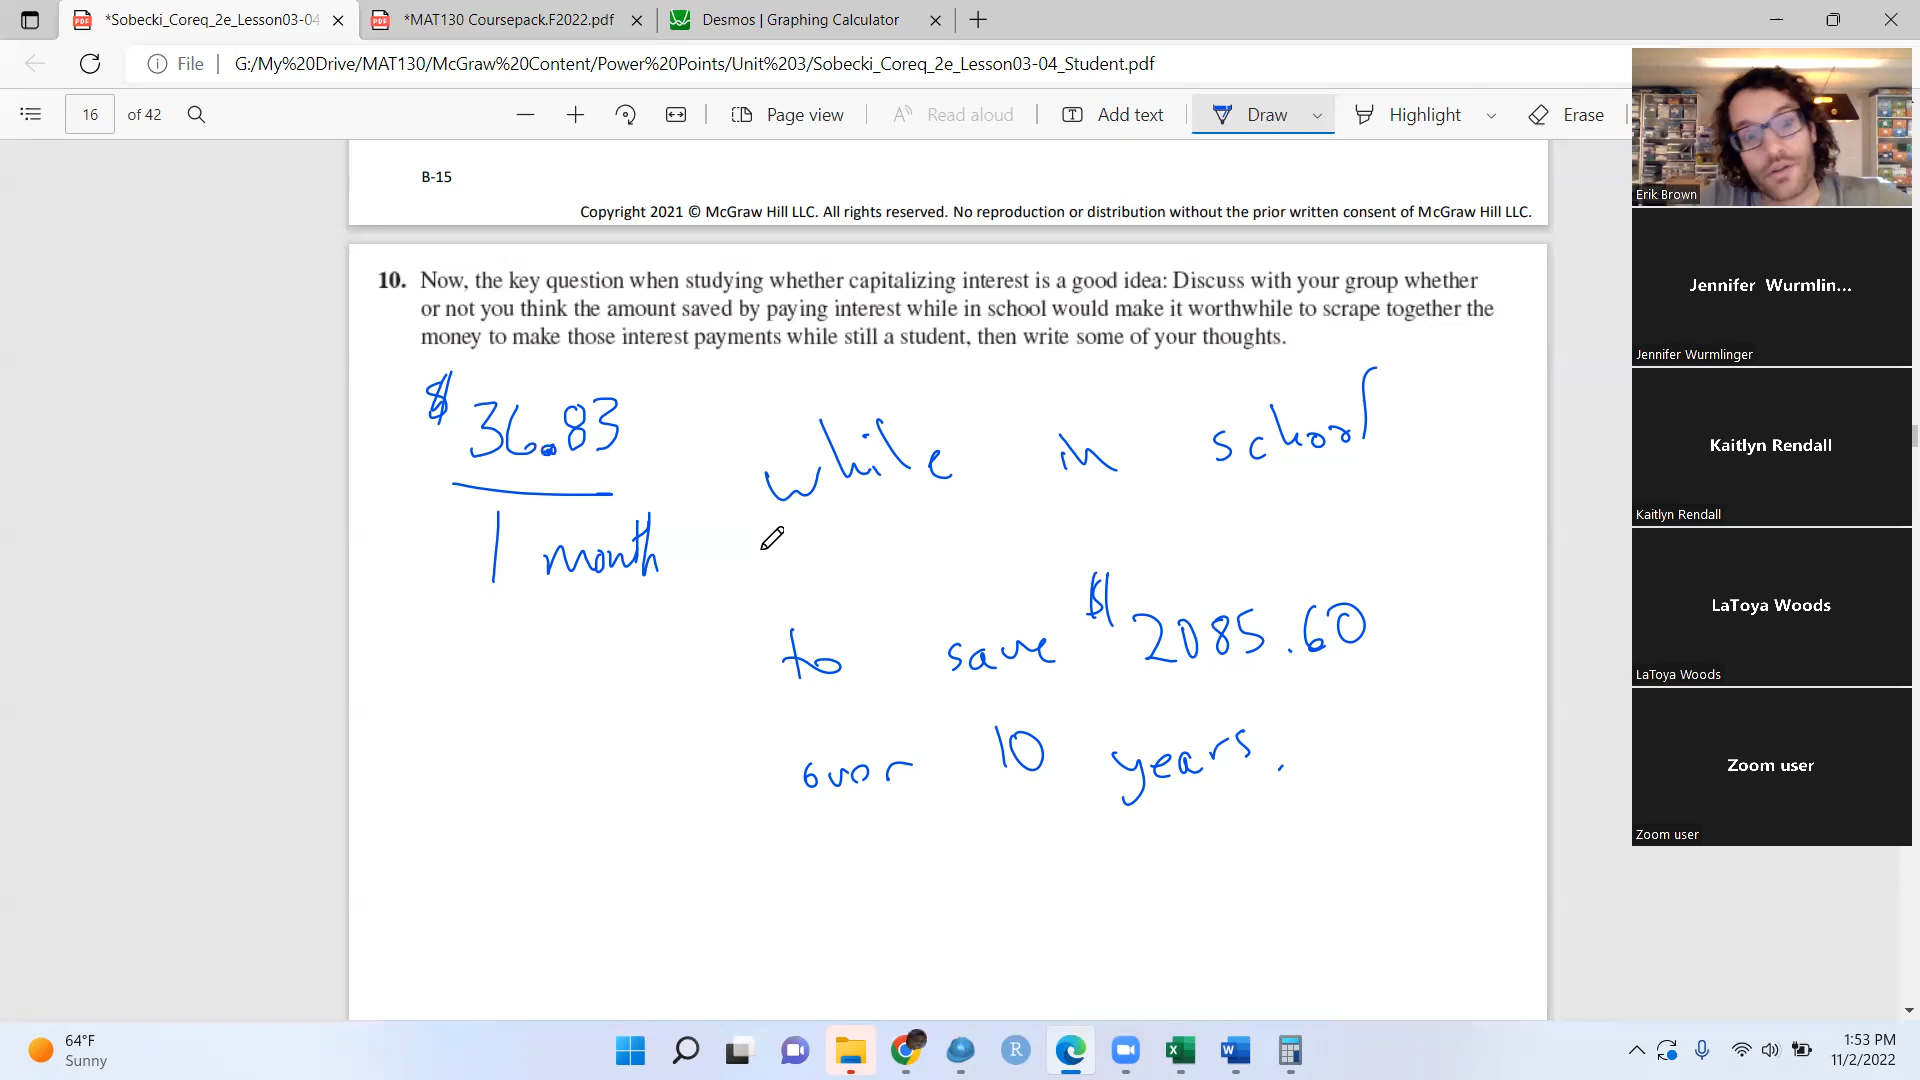 *Sobecki_Coreq_2e_Lesson03-04
*MAT130 Coursepack.F2022.pdf
Desmos | Graphing Calculator
File
G:/My%20Drive/MAT130/McGraw%20Content/Power%20Points/Unit%203/Sobecki_Coreq_2e_Lesson03-04_Student.pdf
16 of 42
Page view
Read aloud
Add text
Draw
Highlight
Erase
B-15
Copyright 2021 © McGraw Hill LLC. All rights reserved. No reproduction or distribution without the prior written consent of McGraw Hill LLC.
10. Now, the key question when studying whether capitalizing interest is a good idea: Discuss with your group whether
or not you think the amount saved by paying interest while in school would make it worthwhile to scrape together the
money to make those interest payments while still a student, then write some of your thoughts.
$36.83 while in school
1 month
to save $2085.60
over 10 years.
Erik Brown
Jennifer Wurmlin...
Jennifer Wurmlinger
Kaitlyn Rendall
Kaitlyn Rendall
LaToya Woods
LaToya Woods
Zoom user
Zoom user
64°F
Sunny
1:53 PM
11/2/2022